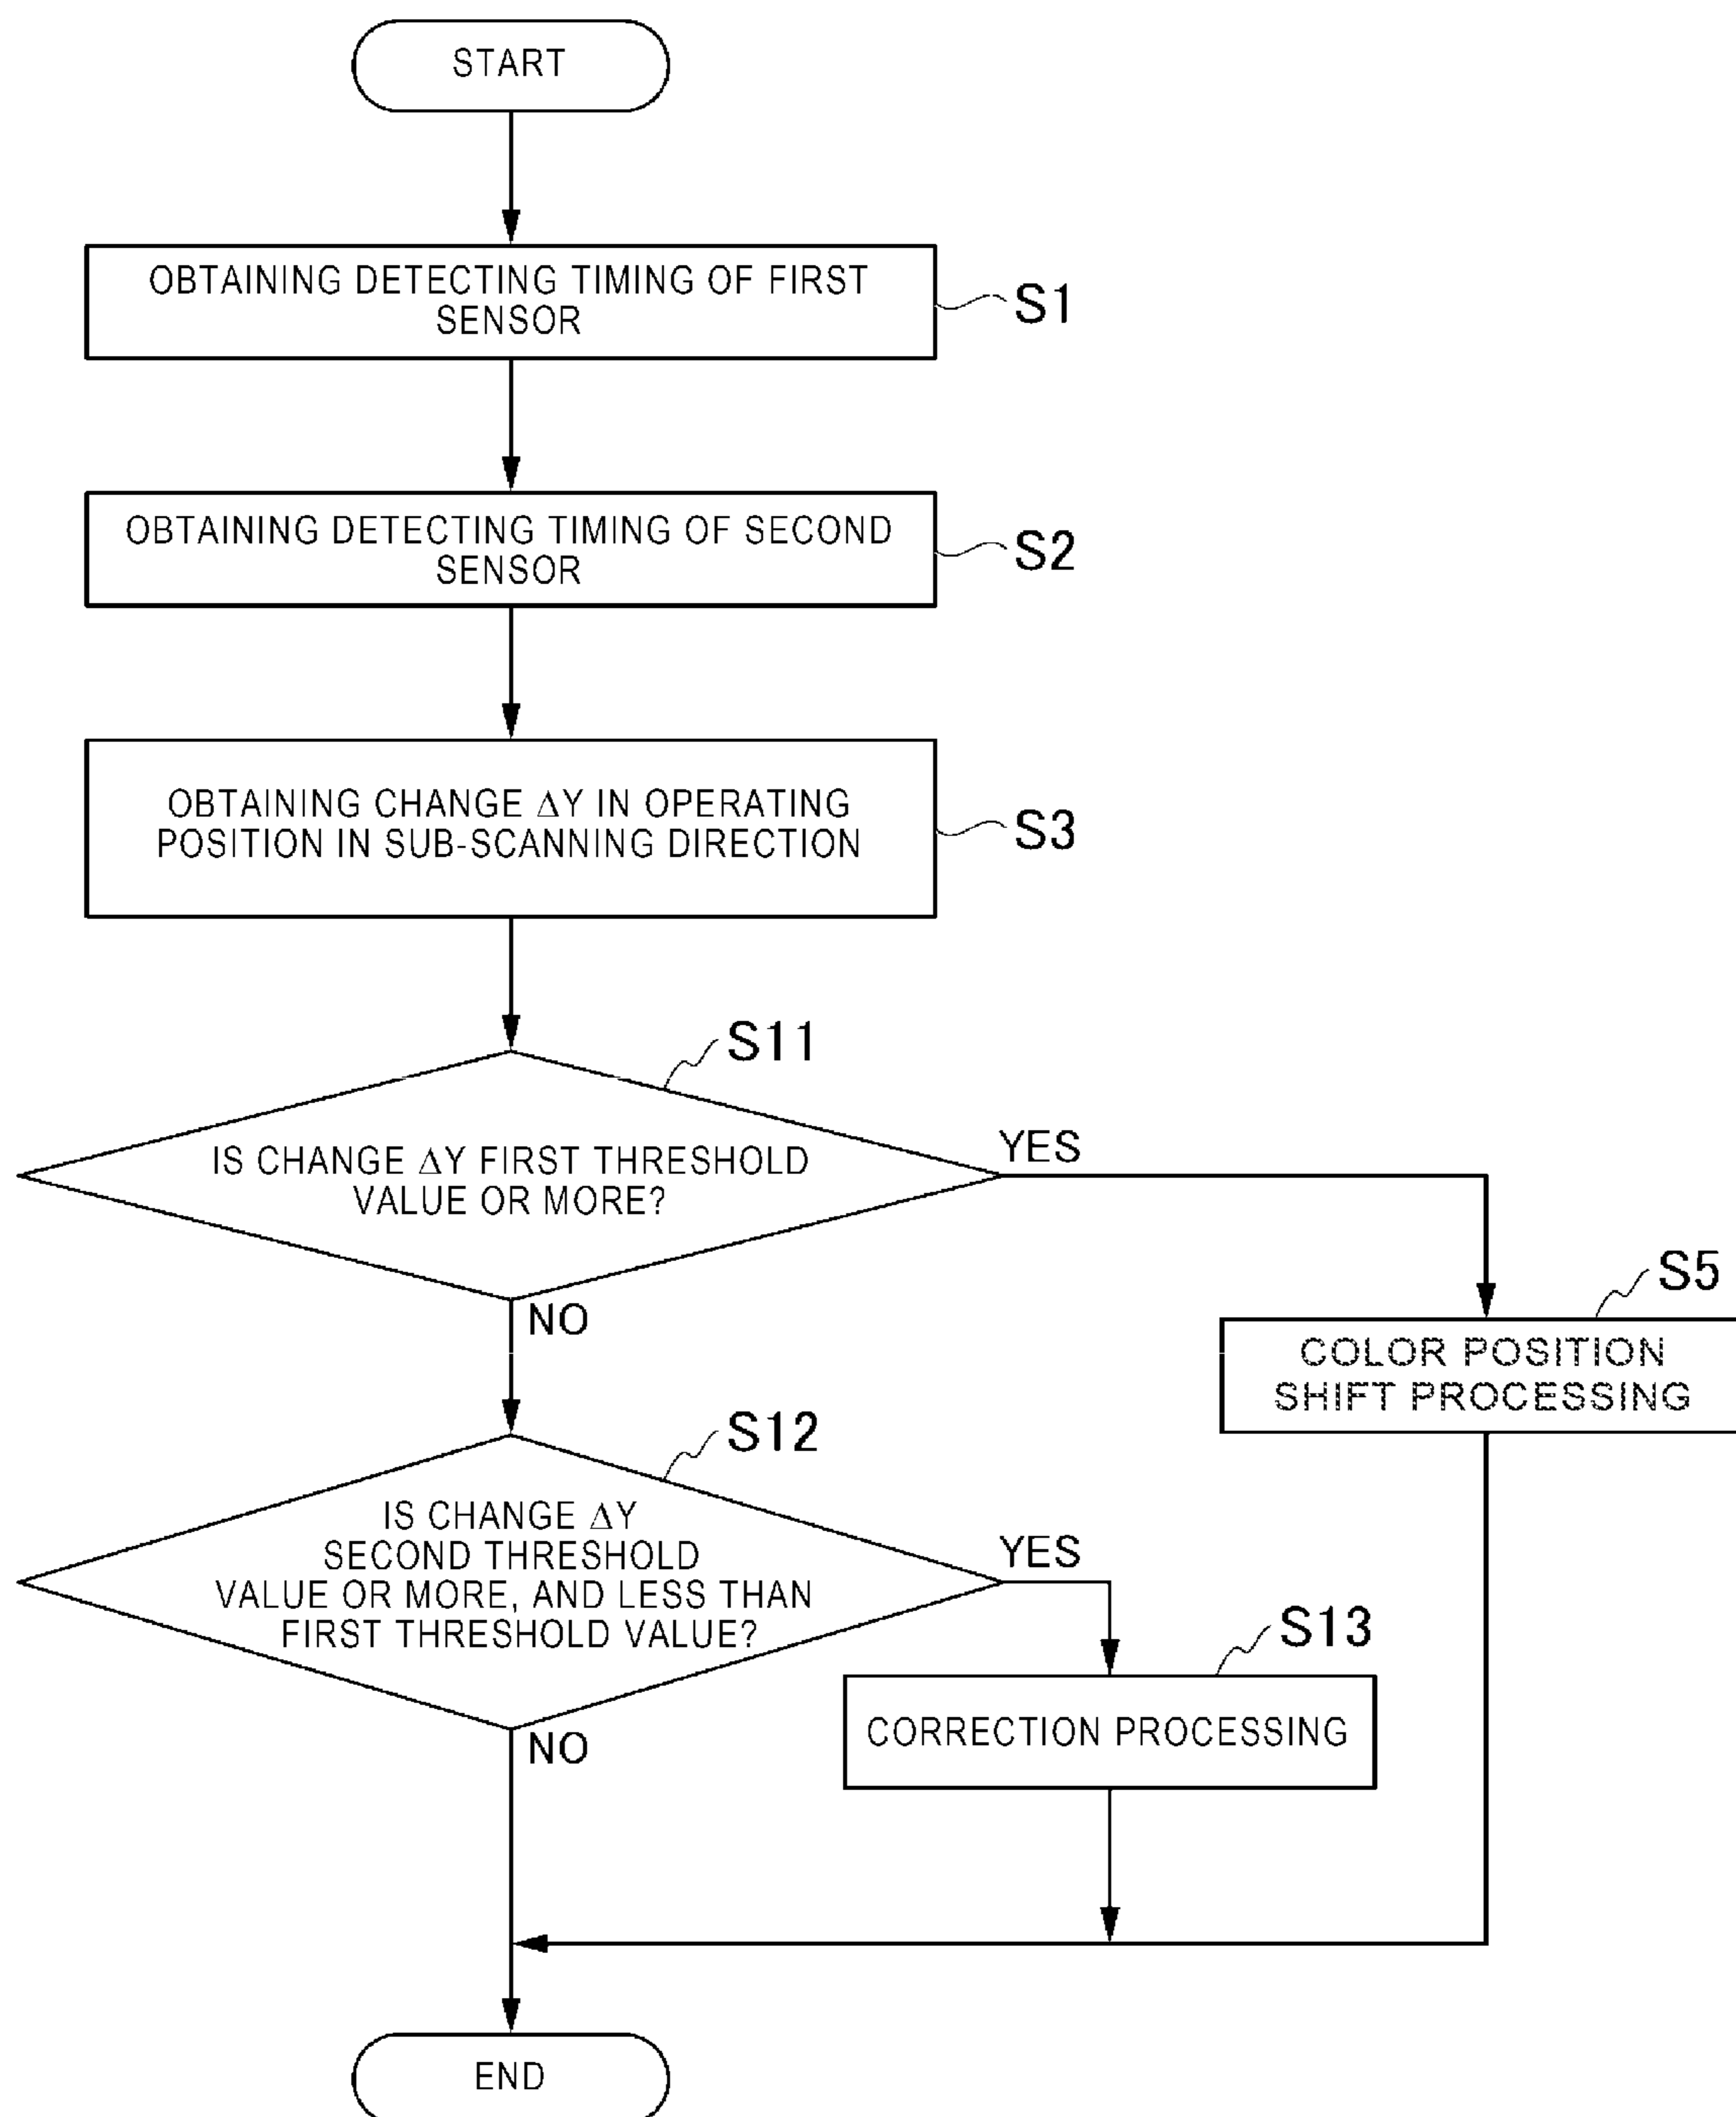 START
OBTAINING DETECTING TIMING OF FIRST
SENSOR
S1
OBTAINING DETECTING TIMING OF SECOND
SENSOR
S2
OBTAINING CHANGE ΔY IN OPERATING
POSITION IN SUB-SCANNING DIRECTION
S3
S11
IS CHANGE ΔY FIRST THRESHOLD
VALUE OR MORE?
YES
NO
S5
COLOR POSITION
SHIFT PROCESSING
S12
IS CHANGE ΔY
SECOND THRESHOLD
VALUE OR MORE, AND LESS THAN
FIRST THRESHOLD VALUE?
YES
NO
S13
CORRECTION PROCESSING
END